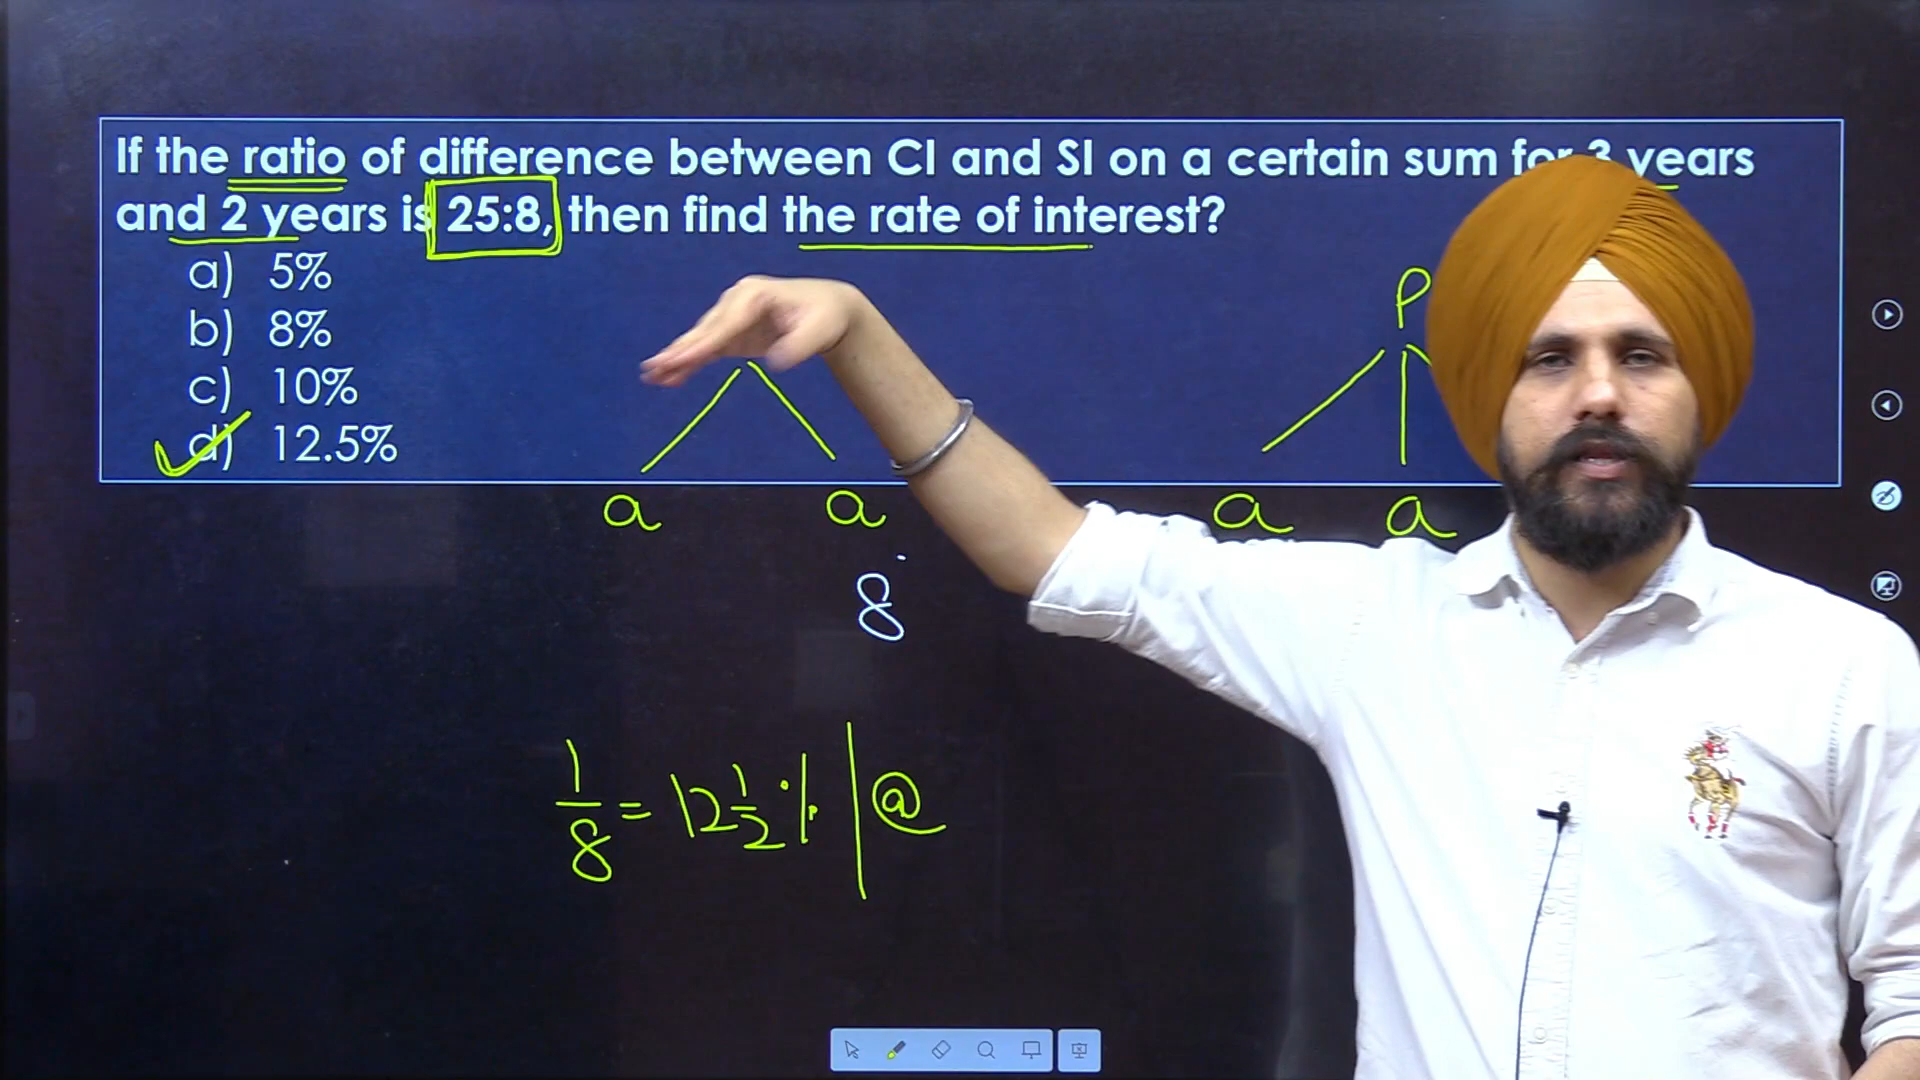 If the ratio of difference between CI and SI on a certain sum for 3 years
and 2 years is 25:8, then find the rate of interest?
a) 5%
b) 8%
c) 10%
d) 12.5%
P
a a a a
8
1/8 = 12 1/2 % | @